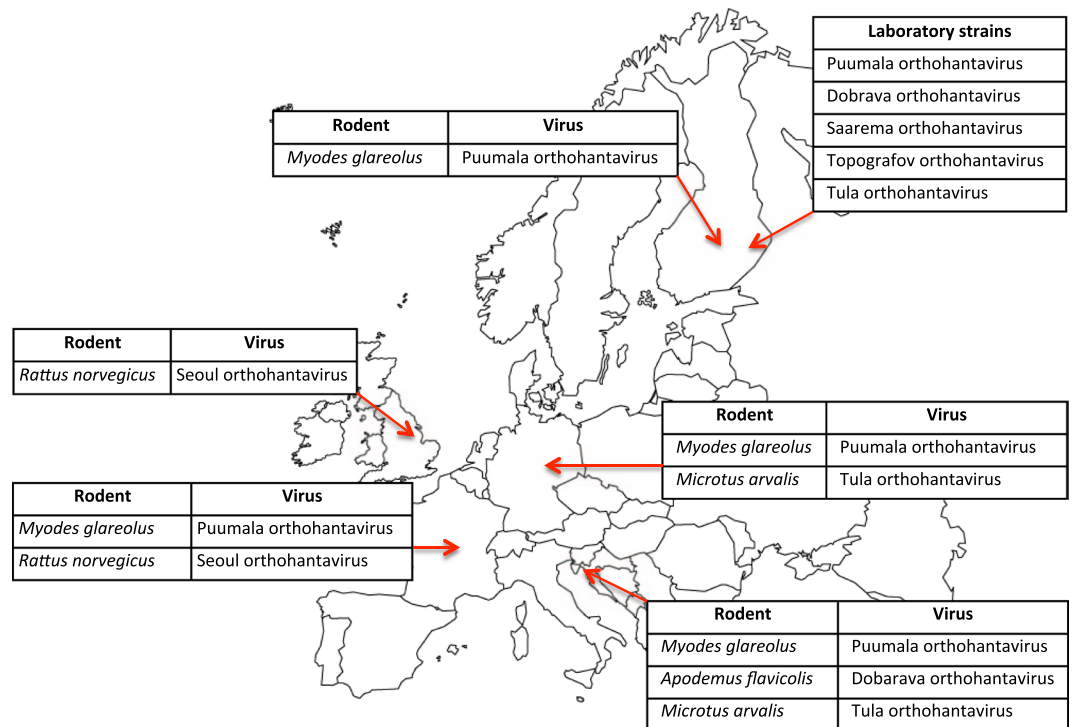 Laboratory strains
Puumala orthohantavirus
Dobrava orthohantavirus
Saarema orthohantavirus
Topografov orthohantavirus
Tula orthohantavirus
Rodent Virus
Myodes glareolus Puumala orthohantavirus
Rodent Virus
Rattus norvegicus Seoul orthohantavirus
Rodent Virus
Myodes glareolus Puumala orthohantavirus
Microtus arvalis Tula orthohantavirus
Rodent Virus
Myodes glareolus Puumala orthohantavirus
Rattus norvegicus Seoul orthohantavirus
Rodent Virus
Myodes glareolus Puumala orthohantavirus
Apodemus flavicolis Dobarava orthohantavirus
Microtus arvalis Tula orthohantavirus